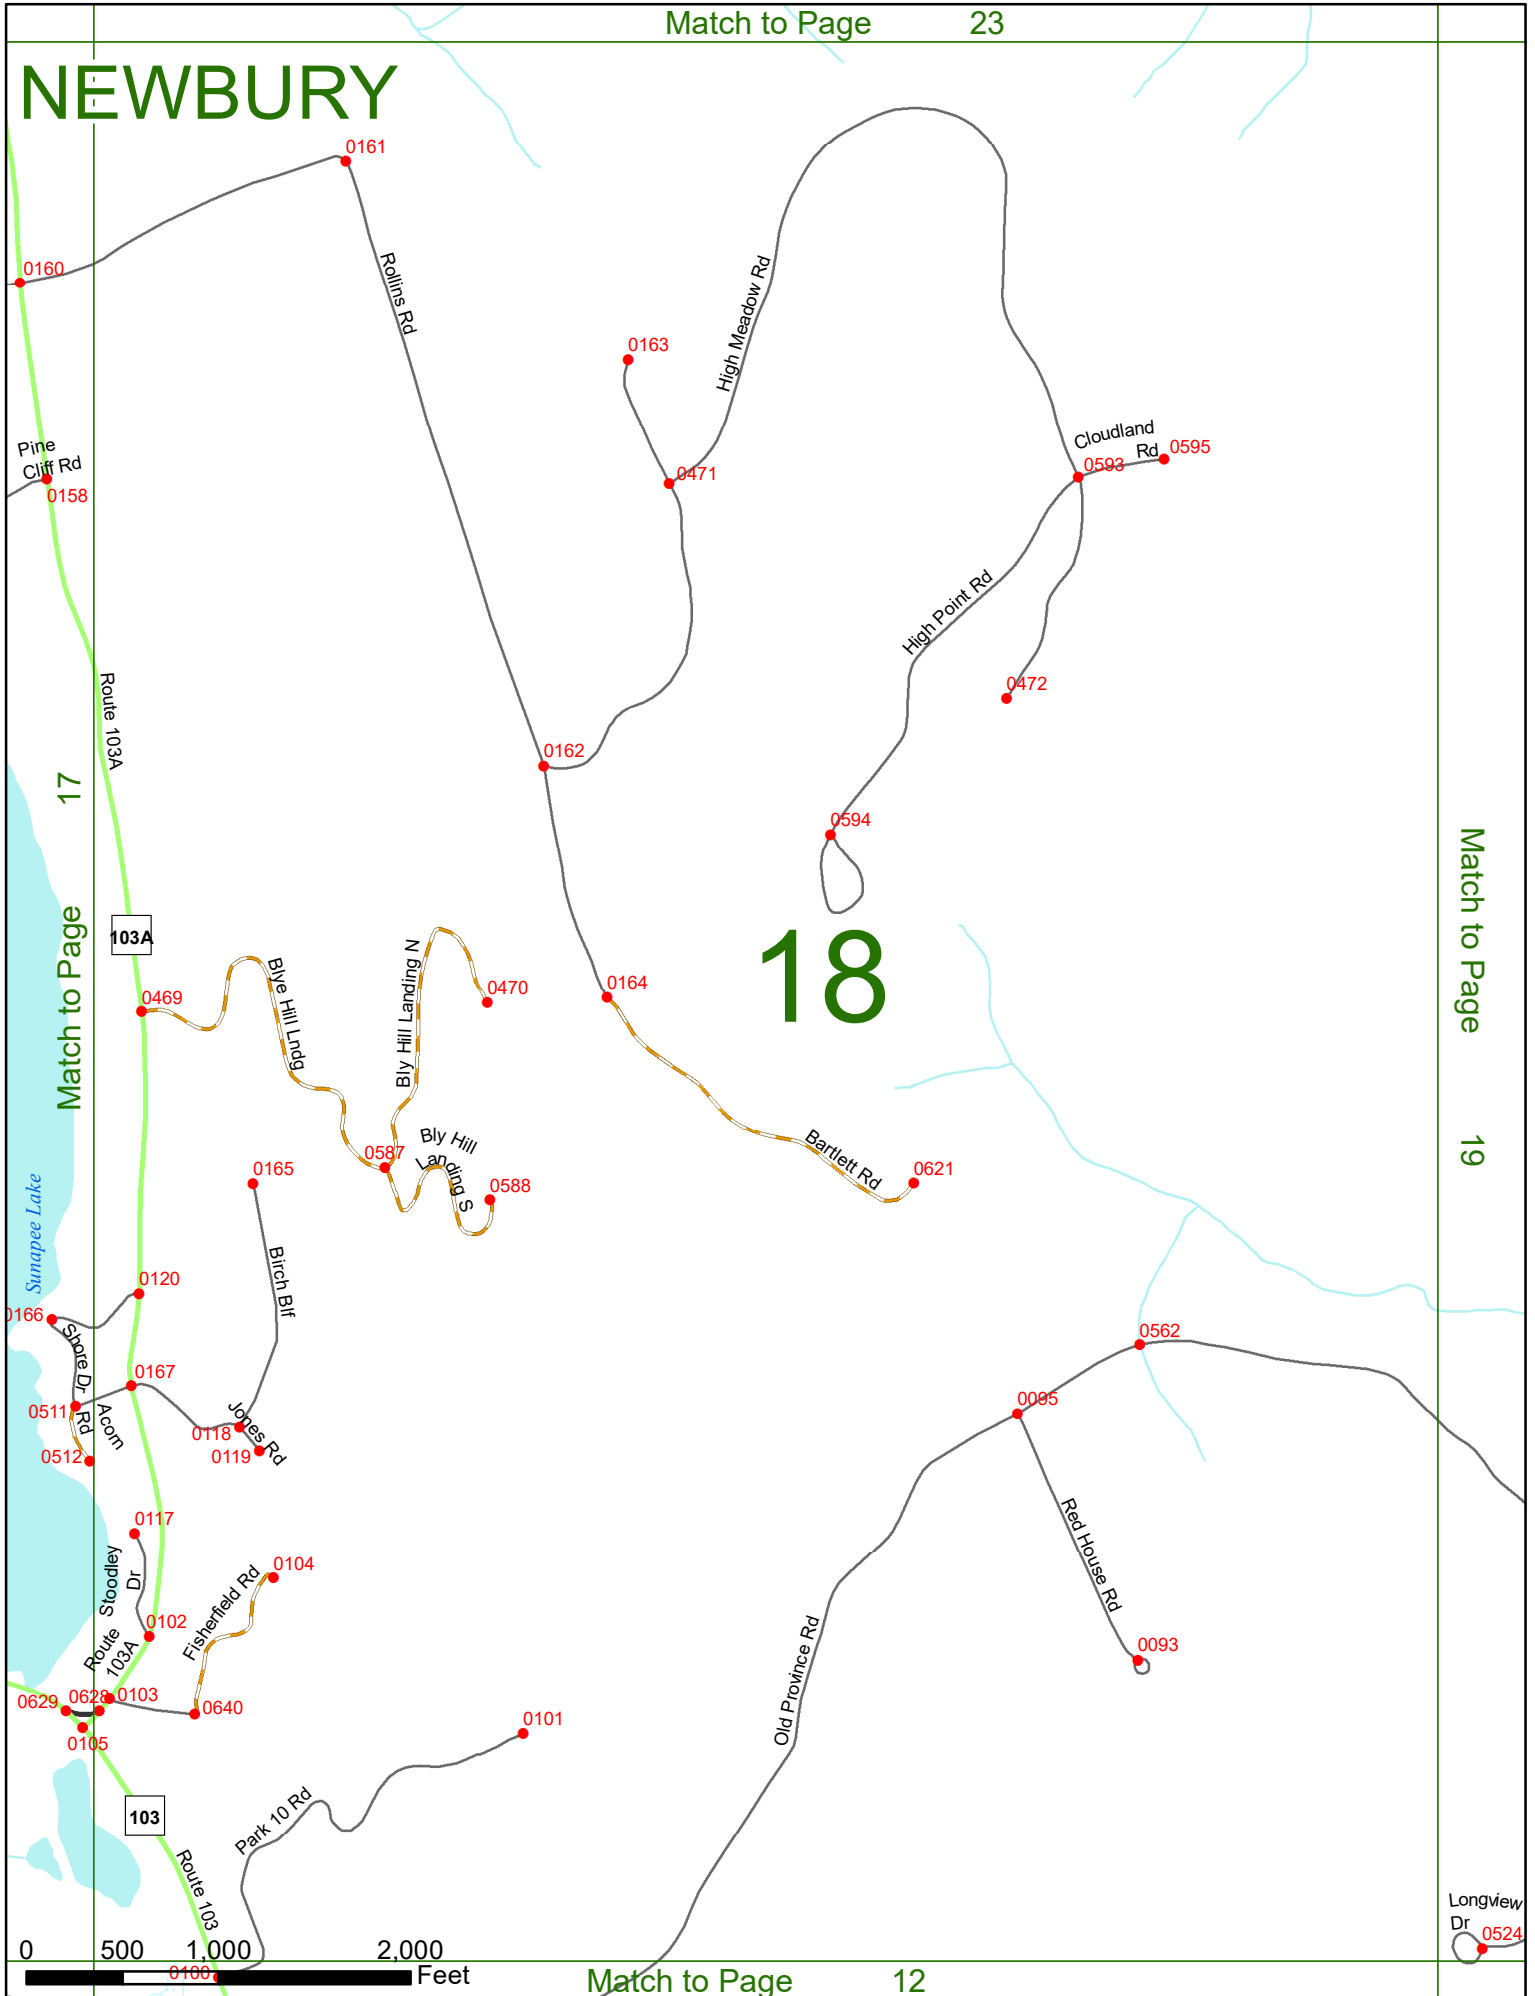 Match to Page 23
NEWBURY
0161
0160
Rollins Rd
High Meadow Rd
0163
Pine
Cliff Rd
0158
0471
Cloudland
Rd
0595
0593
High Point Rd
0472
Route 103A
0162
17
Match to Page
0594
18
Match to Page
19
103A
0469
Blye Hill Lndg
Bly Hill Landing N
0470
0164
0587
Bly Hill
Landing S
0588
Bartlett Rd
0621
0165
Birch Blf
Sunapee Lake
0120
0166
Shore Dr
0167
0562
0511
Acorn
Rd
0118
Jones Rd
0119
0095
0512
0117
Stoodley
Dr
0104
Fisherfield Rd
0102
Route
103A
Red House Rd
0093
Old Province Rd
0629
0628
0103
0640
0105
0101
103
Park 10 Rd
Route 103
Longview
Dr
0524
0 500 1,000 2,000
Feet
0100
Match to Page 12